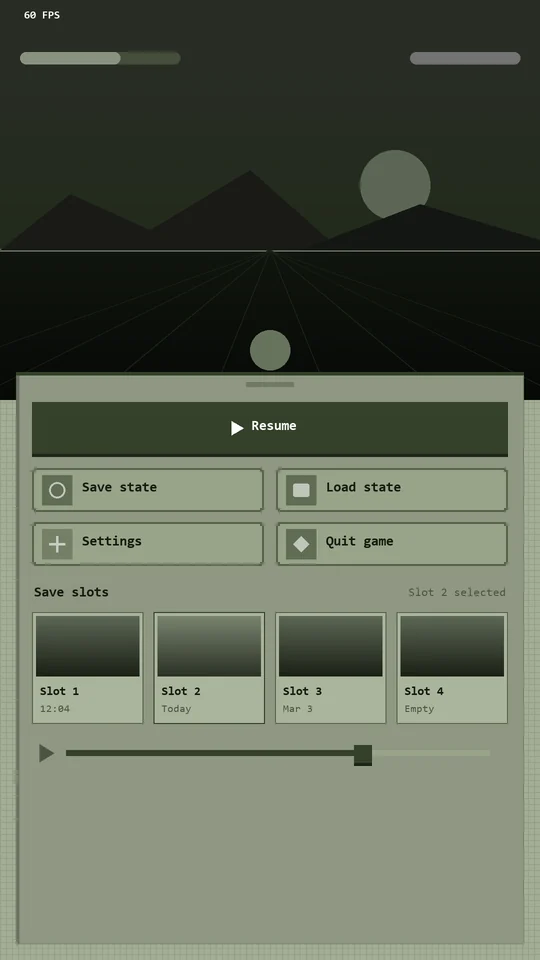 60 FPS
Resume
Save state
Load state
Settings
Quit game
Save slots
Slot 2 selected
Slot 1
12:04
Slot 2
Today
Slot 3
Mar 3
Slot 4
Empty